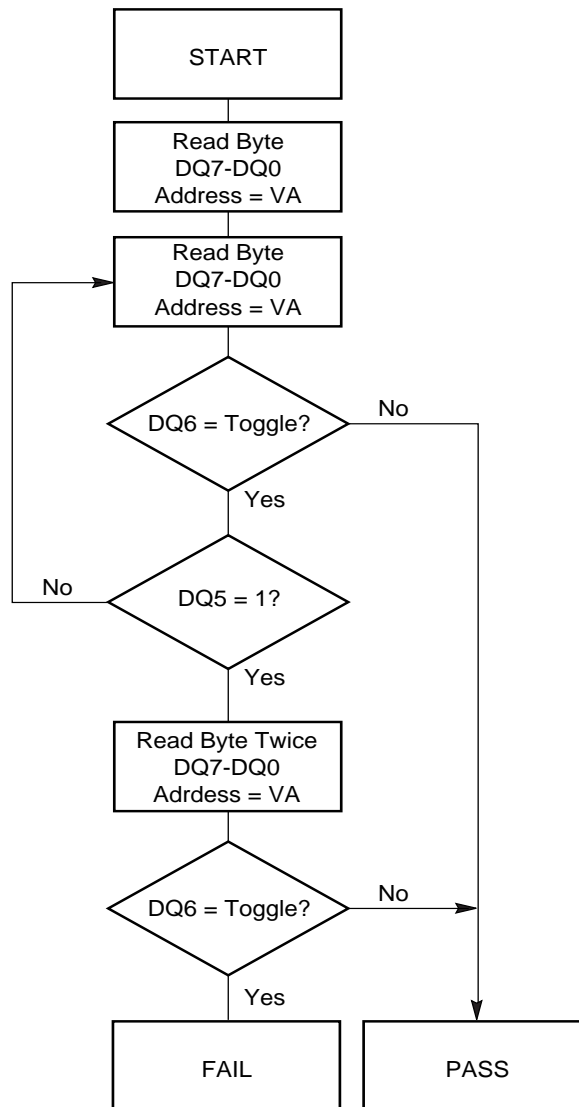 START
Read Byte
DQ7-DQ0
Address = VA
Read Byte
DQ7-DQ0
Address = VA
DQ6 = Toggle?
No
Yes
No
DQ5 = 1?
Yes
Read Byte Twice
DQ7-DQ0
Adrdess = VA
No
DQ6 = Toggle?
Yes
FAIL
PASS